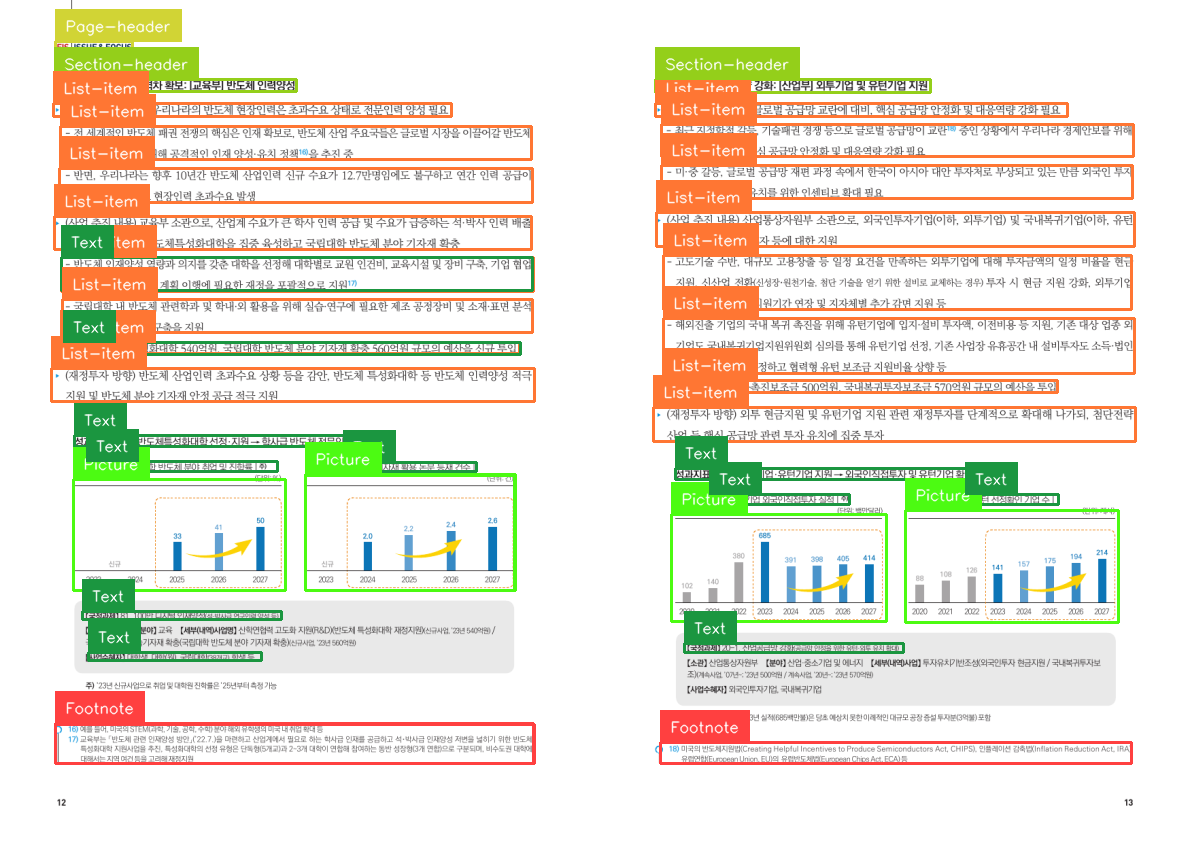 Page-header
ISSUE & FOCUS
Section-header
격차 확보: [교육부] 반도체 인력양성
List-item
List-item
우리나라의 반도체 현장인력은 초과수요 상태로 전문인력 양성 필요
List-item
– 전 세계적인 반도체 패권 전쟁의 핵심은 인재 확보로, 반도체 산업 주요국들은 글로벌 시장을 이끌어갈 반도체
공격적인 인재 양성·유치 정책16)을 추진 중
List-item
– 반면, 우리나라는 향후 10년간 반도체 산업인력 신규 수요가 12.7만명임에도 불구하고 연간 인력 공급이
현장인력 초과수요 발생
List-item
(사업 추진 내용) 교육부 소관으로, 산업계 수요가 큰 학사 인력 공급 및 수요가 급증하는 석·박사 인력 배출
Text
item
도체특성화대학을 집중 육성하고 국립대학 반도체 분야 기자재 확충
– 반도체 인재양성 역량과 의지를 갖춘 대학을 선정해 대학별로 교원 인건비, 교육시설 및 장비 구축, 기업 협업
List-item
계획 이행에 필요한 재정을 포괄적으로 지원17)
– 국립대학 내 반도체 관련학과 및 학내·외 활용을 위해 실습·연구에 필요한 제조 공정장비 및 소재·표면 분석
Text
item
구축을 지원
List-item
화대학 540억원, 국립대학 반도체 분야 기자재 확충 560억원 규모의 예산을 신규 투입
(재정투자 방향) 반도체 산업인력 초과수요 상황 등을 감안, 반도체 특성화대학 등 반도체 인력양성 적극
지원 및 반도체 분야 기자재 안정 공급 적극 지원
Text
Text
반도체특성화대학 선정·지원 → 학사급 반도체 전문인
Picture
반도체 분야 취업 및 진학률
Picture
자재 활용 논문 등재 건수
신규
33
41
50
2024 2025 2026 2027
신규
2.0
2.2
2.4
2.6
2023 2024 2025 2026 2027
Text
Text
교육 【세부(내역)사업명】 산학연협력 고도화 지원(R&D)(반도체 특성화대학 재정지원)(신규사업, '23년 540억원) /
기자재 확충(국립대학 반도체 분야 기자재 확충)(신규사업, '23년 560억원)
주) '23년 신규사업으로 취업 및 대학원 진학률은 '25년부터 측정 가능
Footnote
16) 예를 들어, 미국의 STEM(과학, 기술, 공학, 수학) 분야 해외 유학생의 미국 내 취업 확대 등
17) 교육부는 「반도체 관련 인재양성 방안」('22.7.)을 마련하고 산업계에서 필요로 하는 학사급 인재를 공급하고 석·박사급 인재양성 저변을 넓히기 위한 반도체
특성화대학 지원사업을 추진, 특성화대학의 선정 유형은 단독형(5개교)과 2~3개 대학이 연합해 참여하는 동반 성장형(3개 연합)으로 구분되며, 비수도권 대학에
대해서는 지역 여건 등을 고려해 재정지원
12
Section-header
강화: [산업부] 외투기업 및 유턴기업 지원
List-item
List-item
글로벌 공급망 교란에 대비, 핵심 공급망 안정화 및 대응역량 강화 필요
List-item
– 최근 지정학적 갈등, 기술패권 경쟁 등으로 글로벌 공급망이 교란18) 중인 상황에서 우리나라 경제안보를 위해
공급망 안정화 및 대응역량 강화 필요
List-item
– 미·중 갈등, 글로벌 공급망 재편 과정 속에서 한국이 아시아 대안 투자처로 부상되고 있는 만큼 외국인 투자
유치를 위한 인센티브 확대 필요
List-item
(사업 추진 내용) 산업통상자원부 소관으로, 외국인투자기업(이하, 외투기업) 및 국내복귀기업(이하, 유턴
자 등에 대한 지원
List-item
– 고도기술 수반, 대규모 고용창출 등 일정 요건을 만족하는 외투기업에 대해 투자금액의 일정 비율을 현금
지원, 신산업 전환(신성장·원천기술, 첨단 기술을 얻기 위한 설비로 교체하는 경우) 투자 시 현금 지원 강화, 외투기업
List-item
지원기간 연장 및 지자체별 추가 감면 지원 등
– 해외진출 기업의 국내 복귀 촉진을 위해 유턴기업에 입지·설비 투자액, 이전비용 등 지원, 기존 대상 업종 외
기업도 국내복귀기업지원위원회 심의를 통해 유턴기업 선정, 기존 사업장 유휴공간 내 설비투자도 소득·법인
List-item
정하고 협력형 유턴 보조금 지원비율 상향 등
List-item
촉진보조금 500억원, 국내복귀투자보조금 570억원 규모의 예산을 투입
(재정투자 방향) 외투 현금지원 및 유턴기업 지원 관련 재정투자를 단계적으로 확대해 나가되, 첨단전략
산업 등 핵심 공급망 관련 투자 유치에 집중 투자
Text
성과지표
기업·유턴기업 지원 → 외국인직접투자 및 유턴기업
Text
Text
Picture
기업 외국인직접투자 실적
Picture
턴 선정확인 기업 수
(단위: 백만달러)
102
140
380
685
391
398
405
414
2020 2021 2022 2023 2024 2025 2026 2027
88
108
126
141
157
175
194
214
2020 2021 2022 2023 2024 2025 2026 2027
Text
【소관】 산업통상자원부 【분야】 산업·중소기업 및 에너지 【세부(내역)사업】 투자유치기반조성(외국인투자 현금지원 / 국내복귀투자보
조)(계속사업, '07년~: '23년 500억원 / 계속사업, '20년~: '23년 570억원)
【사업수혜자】 외국인투자기업, 국내복귀기업
3년 실적(685백만불)은 당초 예상치 못한 이례적인 대규모 공장 증설 투자분(3억불) 포함
Footnote
18) 미국의 반도체지원법(Creating Helpful Incentives to Produce Semiconductors Act, CHIPS), 인플레이션 감축법(Inflation Reduction Act, IRA
유럽연합(European Union, EU)의 유럽반도체법(European Chips Act, ECA) 등
13